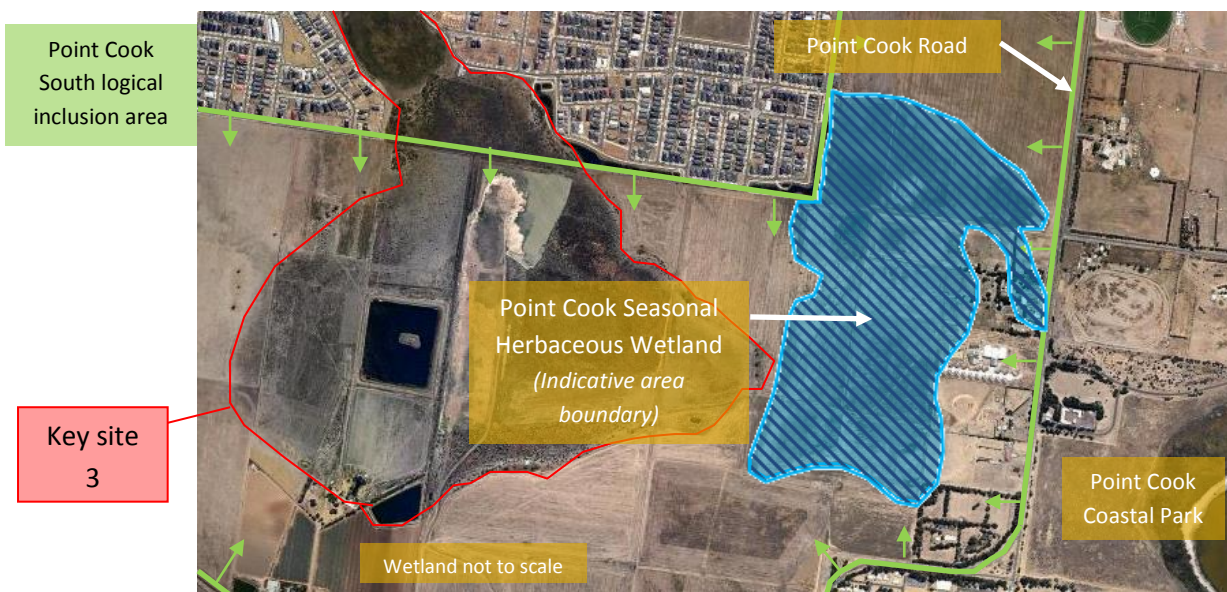 Point Cook
South logical
inclusion area
Point Cook Road
Point Cook Seasonal
Herbaceous Wetland
(Indicative area
boundary)
Key site
3
Point Cook
Coastal Park
Wetland not to scale